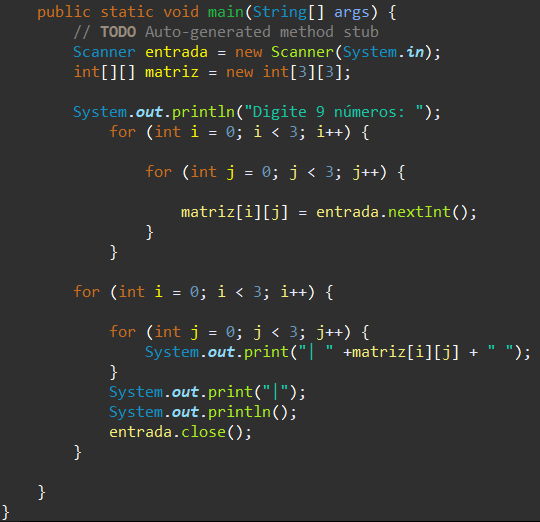 public static void main(String[] args) {
// TODO Auto-generated method stub
Scanner entrada = new Scanner(System.in);
int[][] matriz = new int[3][3];
System.out.println("Digite 9 números: ");
for (int i = 0; i < 3; i++) {
for (int j = 0; j < 3; j++) {
matriz[i][j] = entrada.nextInt();
}
}
for (int i = 0; i < 3; i++) {
for (int j = 0; j < 3; j++) {
System.out.print("| " +matriz[i][j] + " ");
}
System.out.print("|");
System.out.println();
entrada.close();
}
}
}